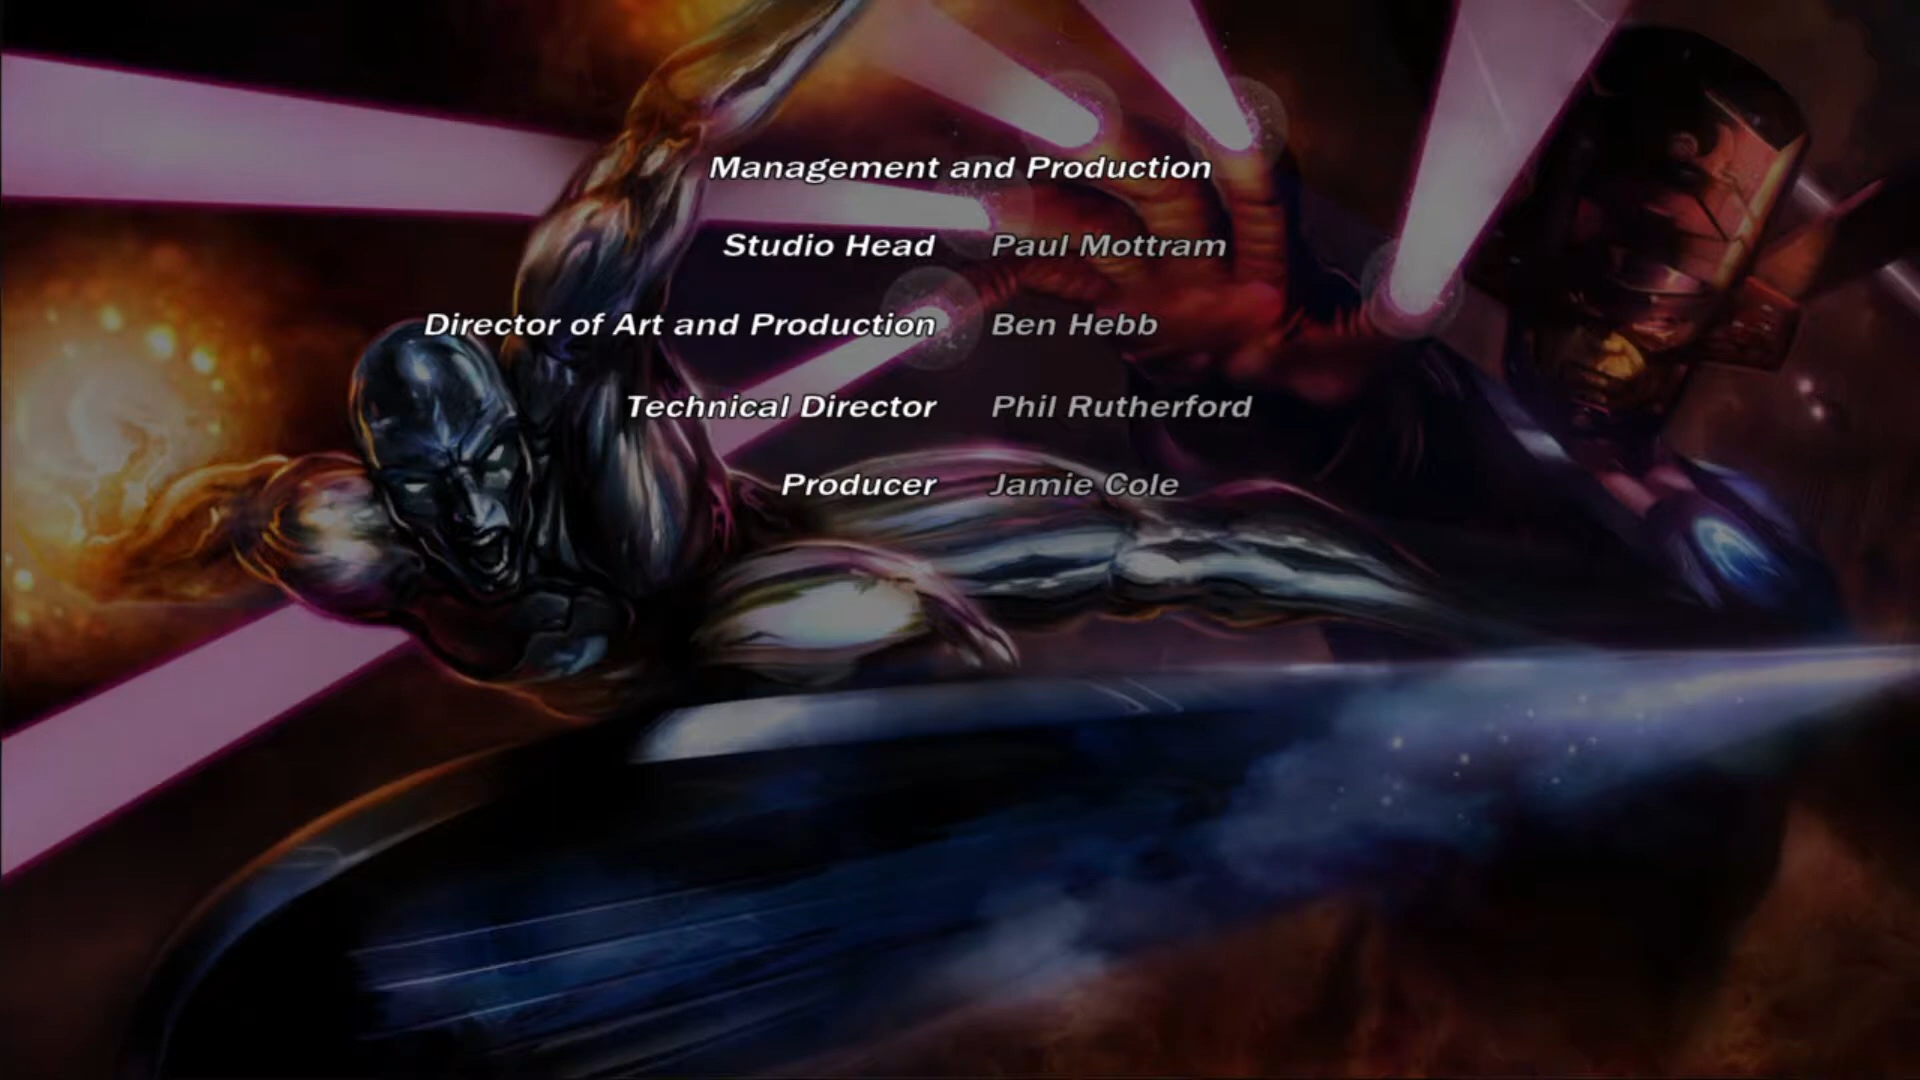 Management and Production
Studio Head Paul Mottram
Director of Art and Production Ben Hebb
Technical Director Phil Rutherford
Producer Jamie Cole